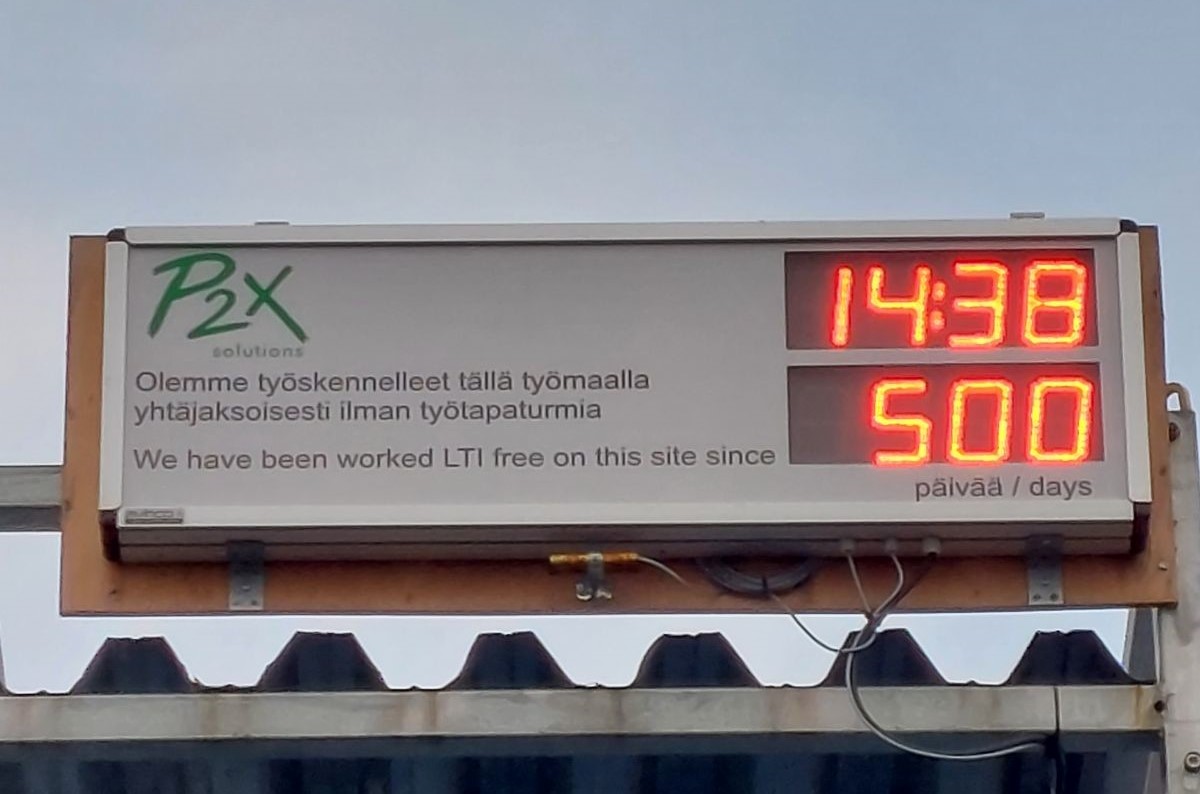 P2X
solutions
14:38
Olemme työskennelleet tällä työmaalla
yhtäjaksoisesti ilman työtapaturmia
500
We have been worked LTI free on this site since
päivää / days